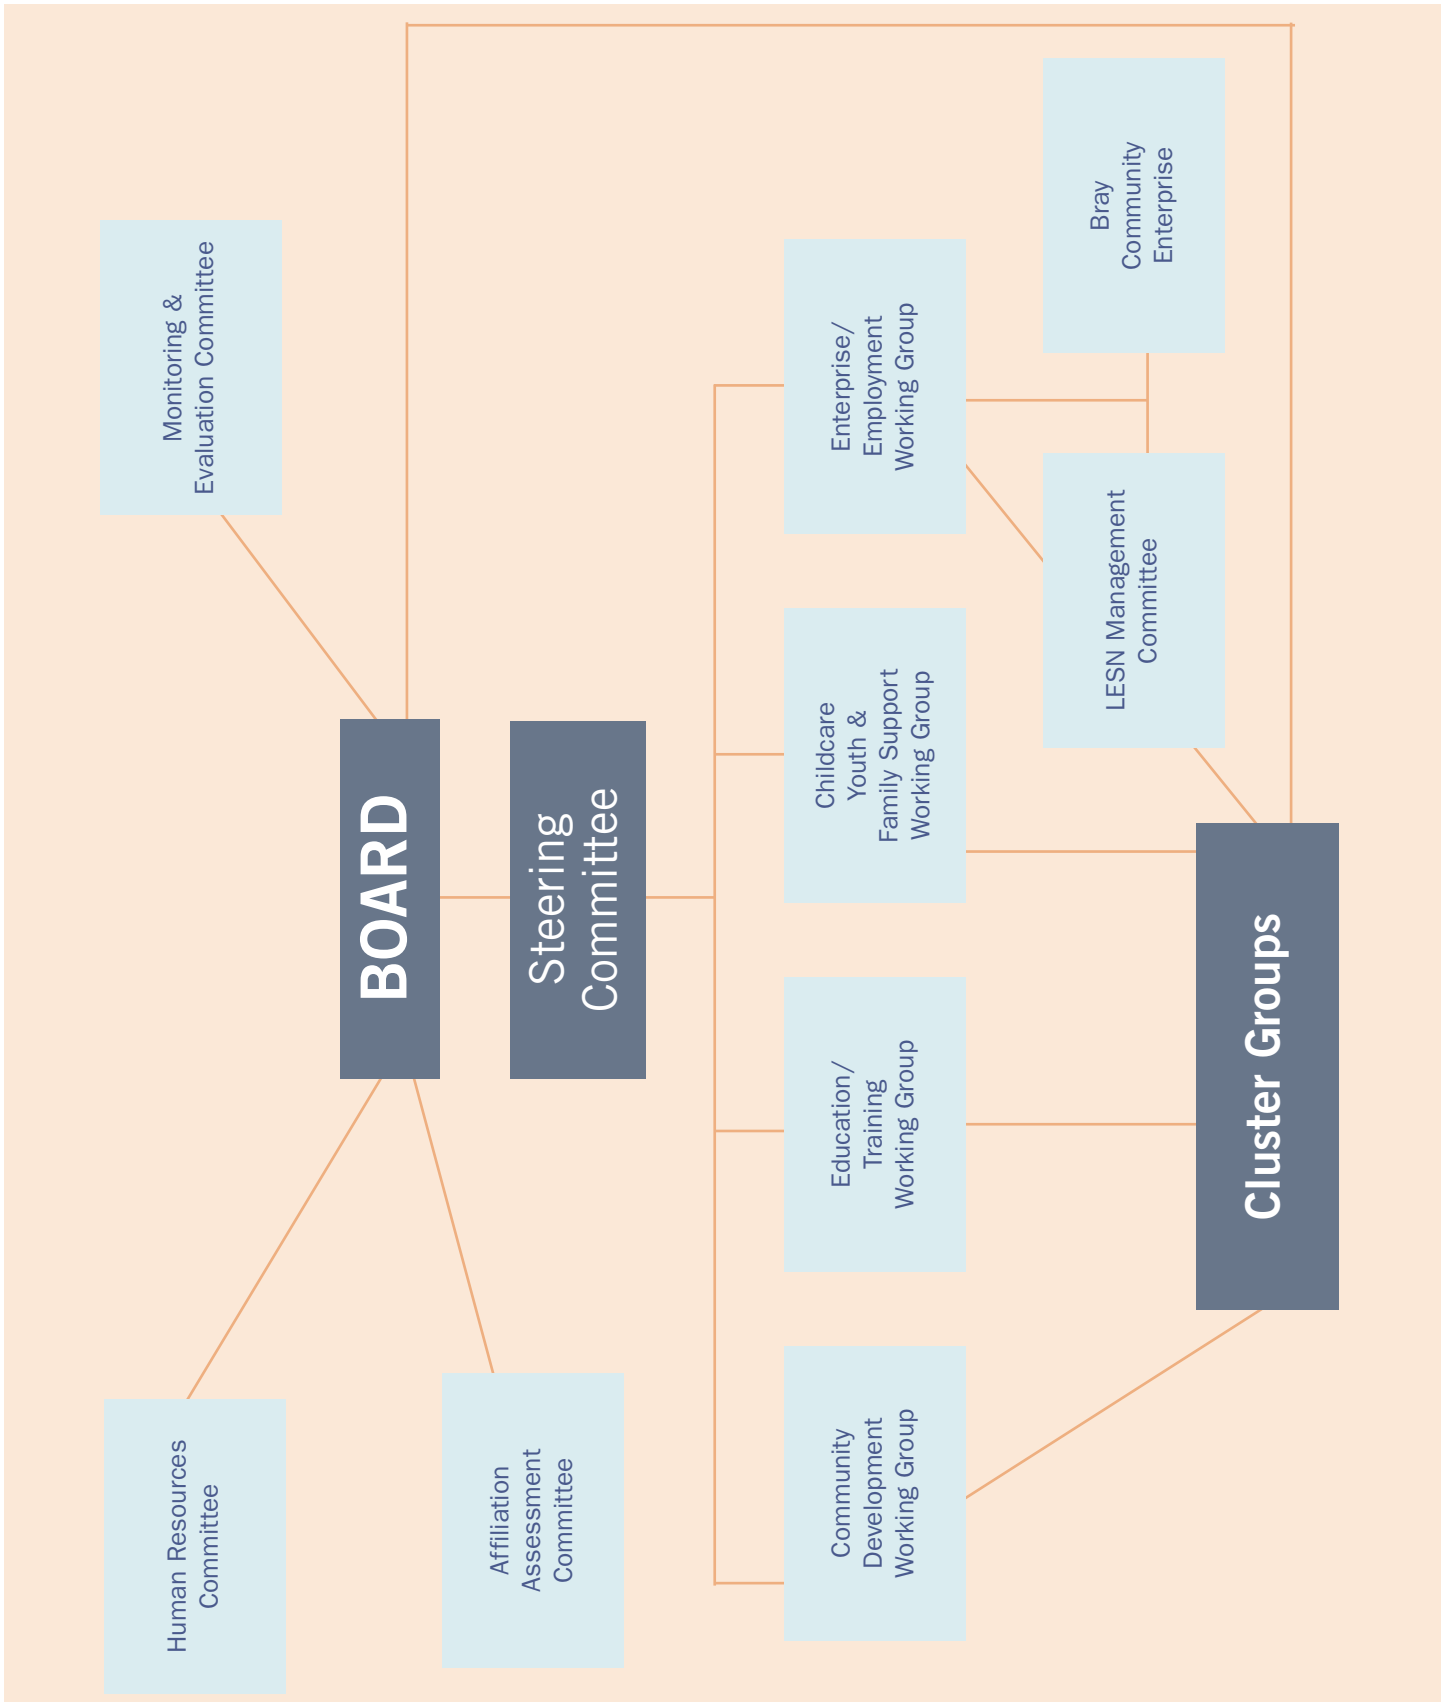 Human Resources
Committee
Monitoring &
Evaluation Committee
BOARD
Affiliation
Assessment
Committee
Steering
Committee
Community
Development
Working Group
Education/
Training
Working Group
Childcare
Youth &
Family Support
Working Group
Enterprise/
Employment
Working Group
LESN Management
Committee
Bray
Community
Enterprise
Cluster Groups